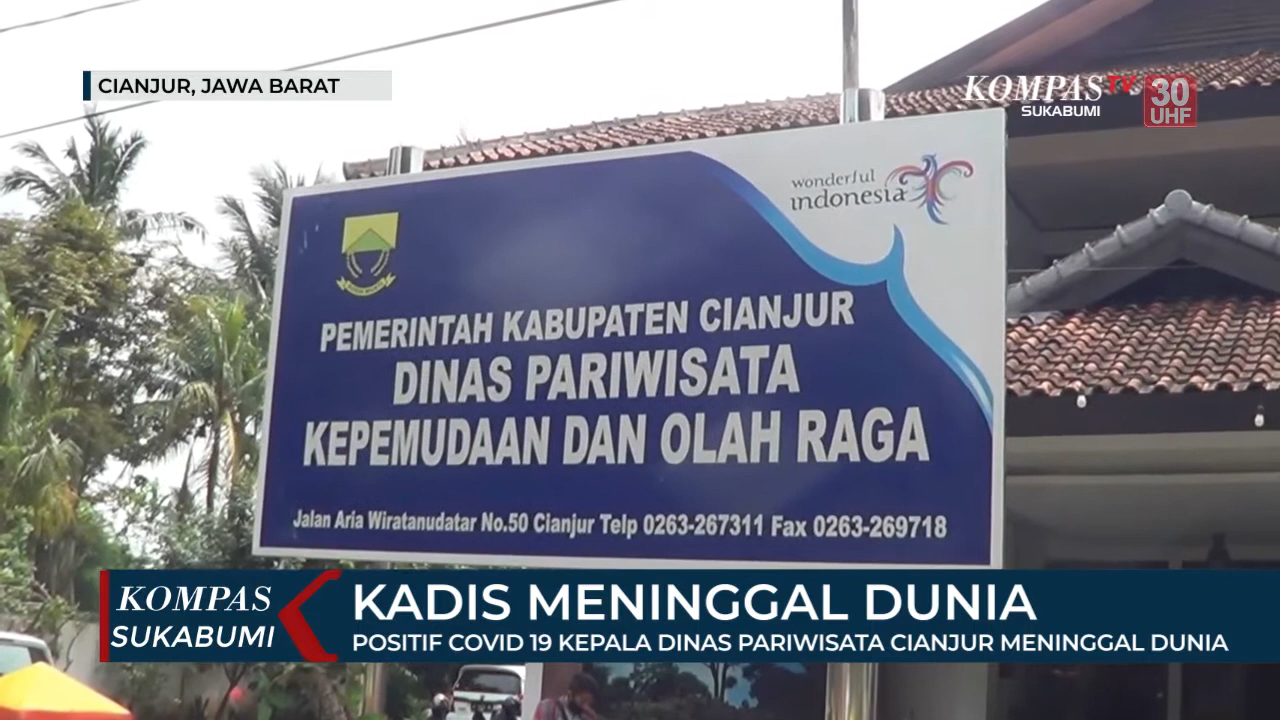 CIANJUR, JAWA BARAT
KOMPAS TV
SUKABUMI
30
UHF
wonderful
indonesia
PEMERINTAH KABUPATEN CIANJUR
DINAS PARIWISATA
KEPEMUDAAN DAN OLAH RAGA
Jalan Aria Wiratanudatar No.50 Cianjur Telp 0263-267311 Fax 0263-269718
KOMPAS
SUKABUMI
KADIS MENINGGAL DUNIA
POSITIF COVID 19 KEPALA DINAS PARIWISATA CIANJUR MENINGGAL DUNIA